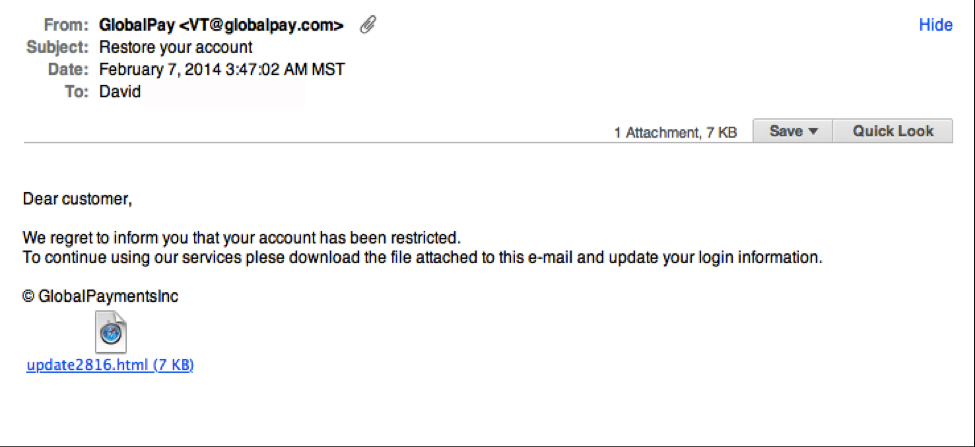 From: GlobalPay <VT@globalpay.com> Hide
Subject: Restore your account
Date: February 7, 2014 3:47:02 AM MST
To: David
1 Attachment, 7 KB Save ▼ Quick Look
Dear customer,
We regret to inform you that your account has been restricted.
To continue using our services plese download the file attached to this e-mail and update your login information.
© GlobalPaymentsInc
update2816.html (7 KB)